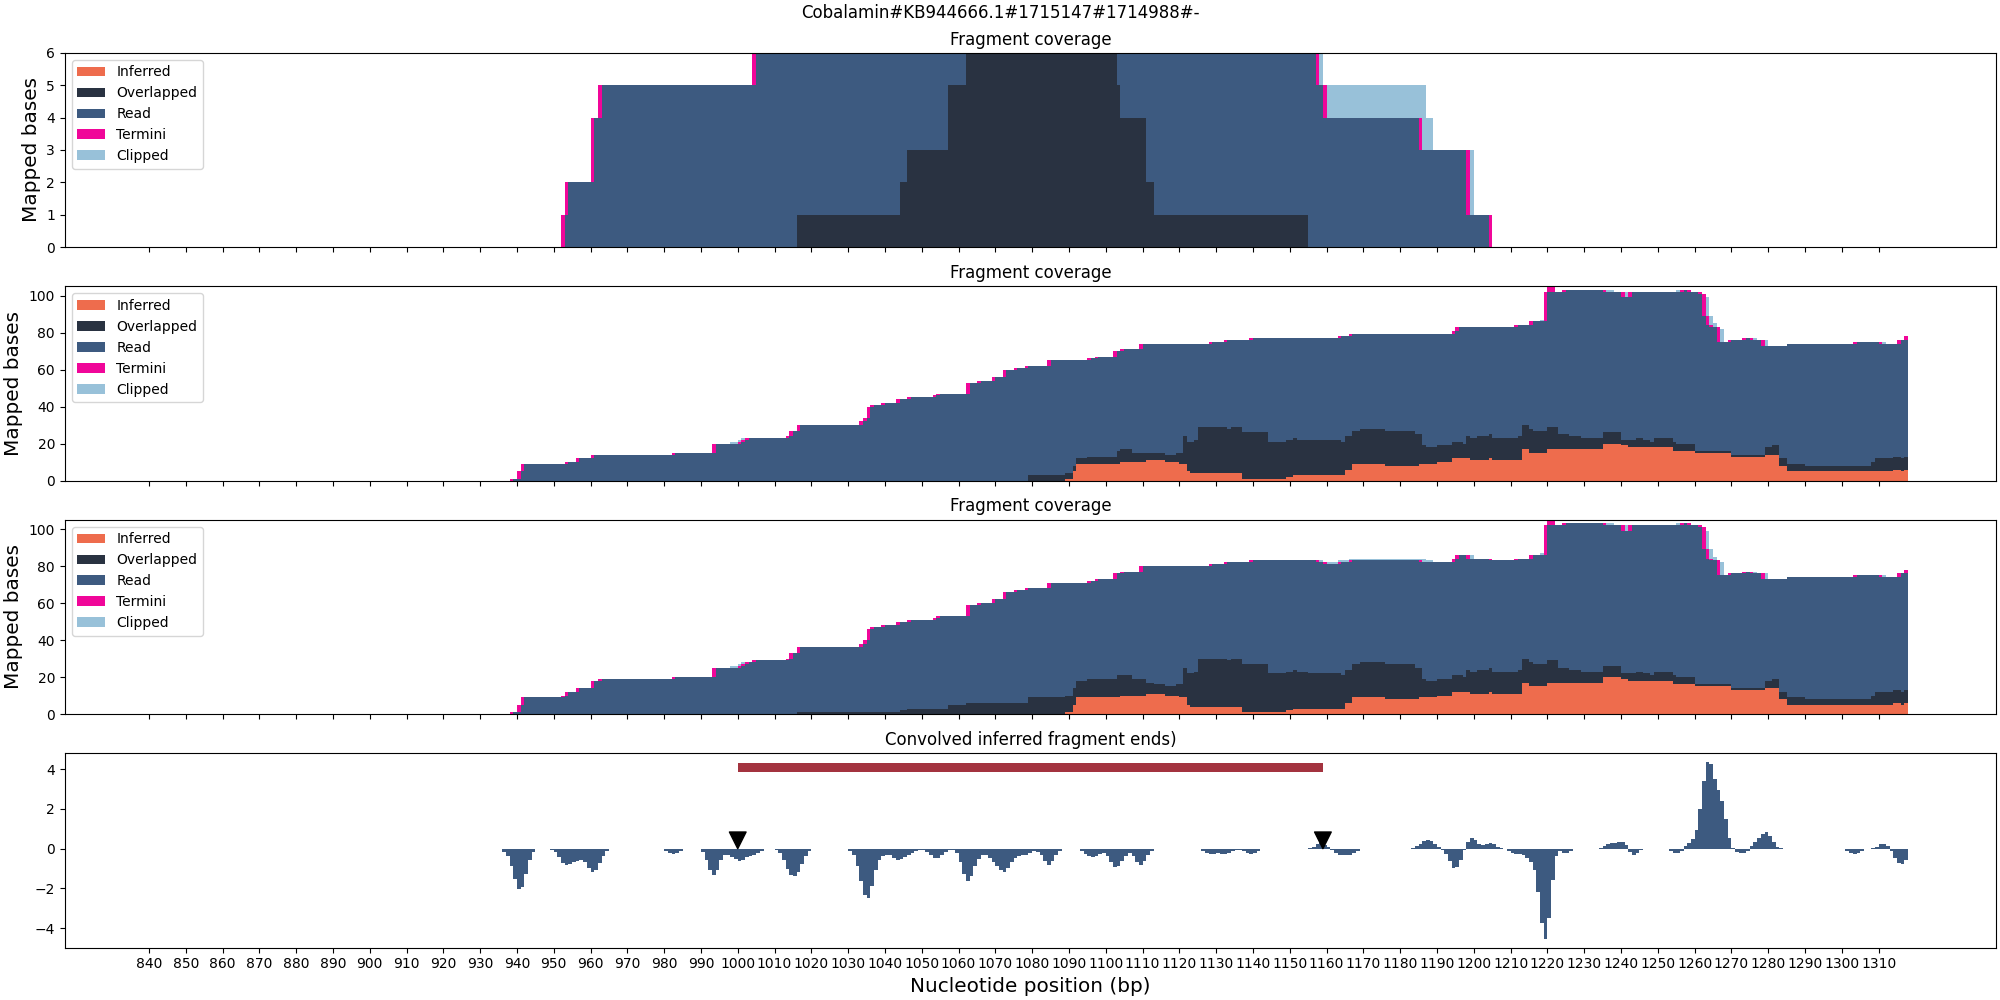 Cobalamin#KB944666.1#1715147#1714988#-
Fragment coverage
Mapped bases
6
5
4
3
2
1
0
Inferred
Overlapped
Read
Termini
Clipped
Fragment coverage
Mapped bases
100
80
60
40
20
0
Inferred
Overlapped
Read
Termini
Clipped
Fragment coverage
Mapped bases
100
80
60
40
20
0
Inferred
Overlapped
Read
Termini
Clipped
Convolved inferred fragment ends)
4
2
0
−2
−4
840 850 860 870 880 890 900 910 920 930 940 950 960 970 980 990 1000 1010 1020 1030 1040 1050 1060 1070 1080 1090 1100 1110 1120 1130 1140 1150 1160 1170 1180 1190 1200 1210 1220 1230 1240 1250 1260 1270 1280 1290 1300 1310
Nucleotide position (bp)